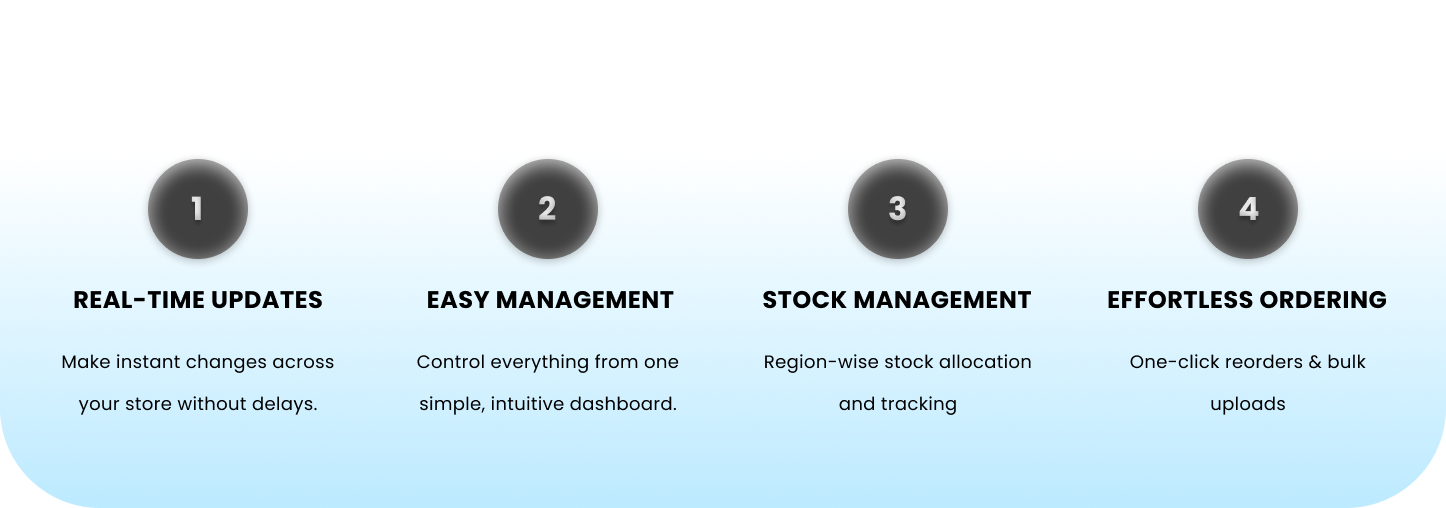 1
REAL-TIME UPDATES
Make instant changes across
your store without delays.
2
EASY MANAGEMENT
Control everything from one
simple, intuitive dashboard.
3
STOCK MANAGEMENT
Region-wise stock allocation
and tracking
4
EFFORTLESS ORDERING
One-click reorders & bulk
uploads